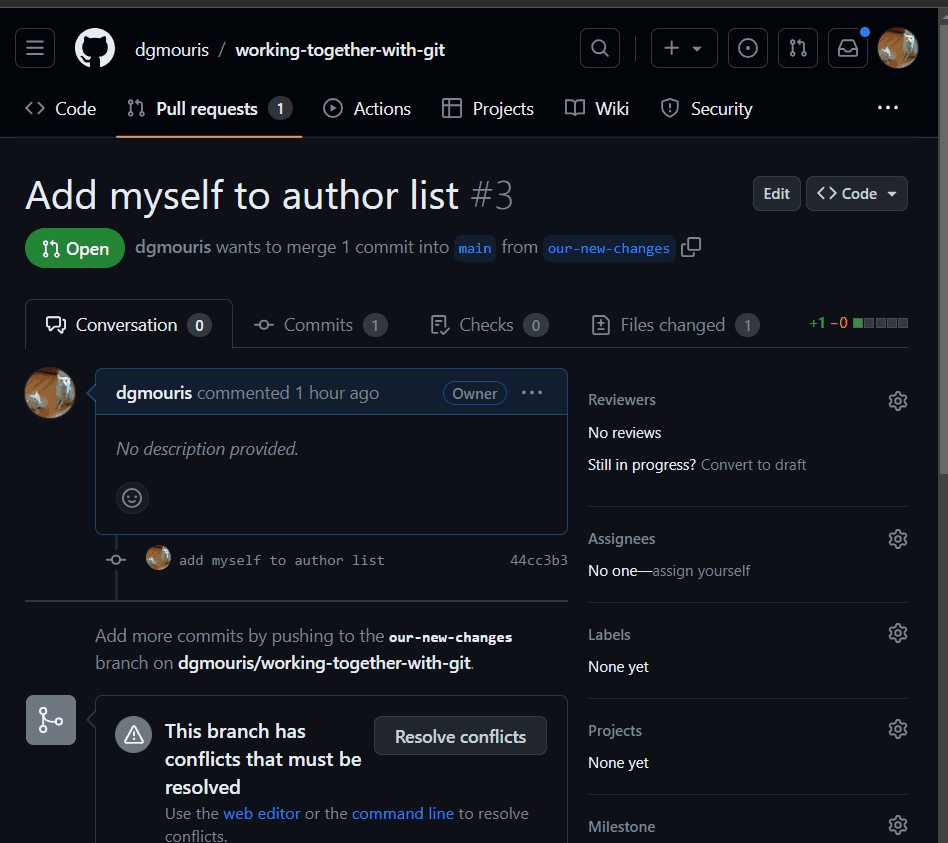 dgmouris / working-together-with-git
Code Pull requests 1 Actions Projects Wiki Security
Add myself to author list #3
Edit Code
Open dgmouris wants to merge 1 commit into main from our-new-changes
Conversation 0 Commits 1 Checks 0 Files changed 1 +1 −0
dgmouris commented 1 hour ago Owner
No description provided.
add myself to author list 44cc3b3
Add more commits by pushing to the our-new-changes
branch on dgmouris/working-together-with-git.
This branch has
conflicts that must be
resolved
Resolve conflicts
Use the web editor or the command line to resolve
conflicts.
Reviewers
No reviews
Still in progress? Convert to draft
Assignees
No one—assign yourself
Labels
None yet
Projects
None yet
Milestone